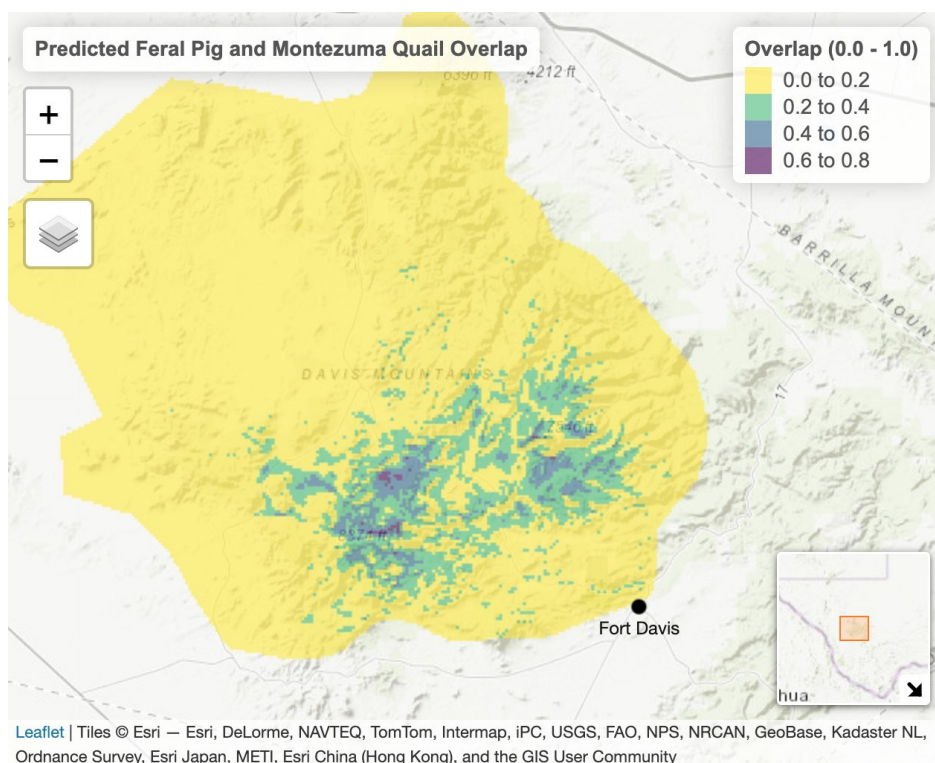 Predicted Feral Pig and Montezuma Quail Overlap
6396 ft
4212 ft
Overlap (0.0 - 1.0)
0.0 to 0.2
0.2 to 0.4
0.4 to 0.6
0.6 to 0.8
+
−
BARRILLA MOUN
DAVIS MOUNTAINS
17
Fort Davis
hua
Leaflet | Tiles © Esri — Esri, DeLorme, NAVTEQ, TomTom, Intermap, iPC, USGS, FAO, NPS, NRCAN, GeoBase, Kadaster NL,
Ordnance Survey, Esri Japan, METI, Esri China (Hong Kong), and the GIS User Community